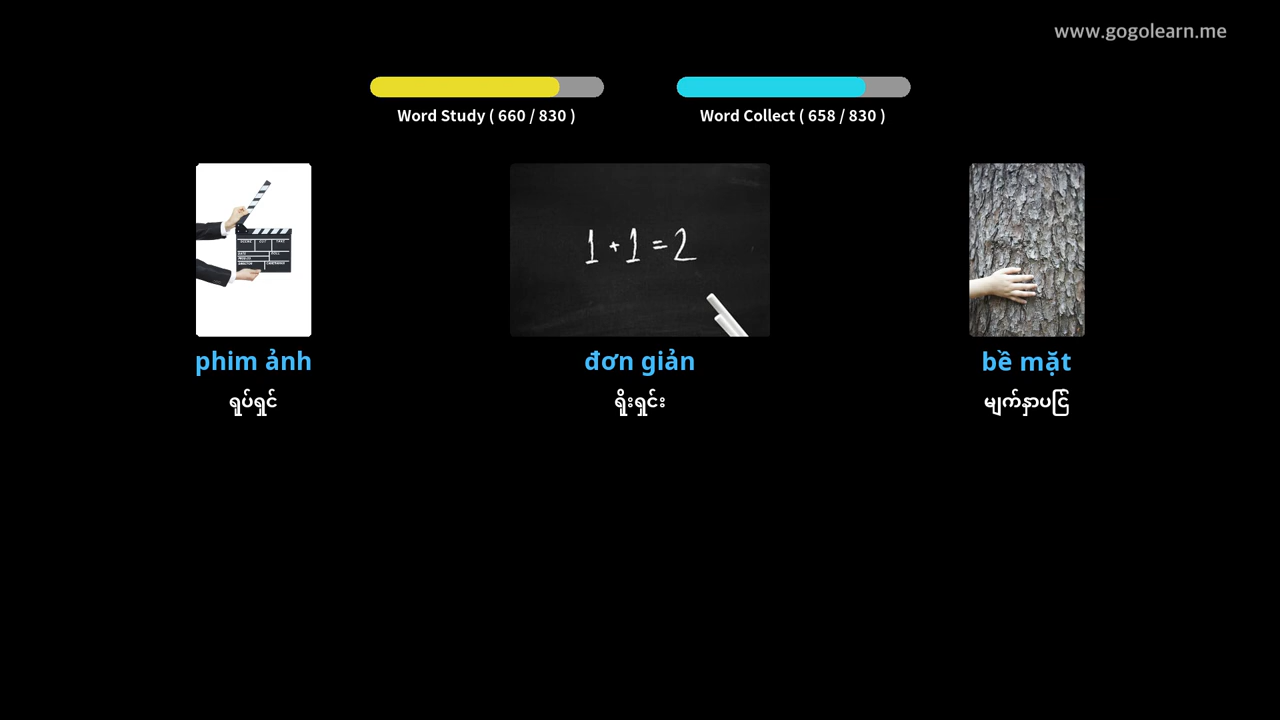 www.gogolearn.me
Word Study ( 660 / 830 )
Word Collect ( 658 / 830 )
1 + 1 = 2
phim ảnh
đơn giản
bề mặt
ရုပ်ရှင်
ရိုးရှင်း
မျက်နှာပြင်